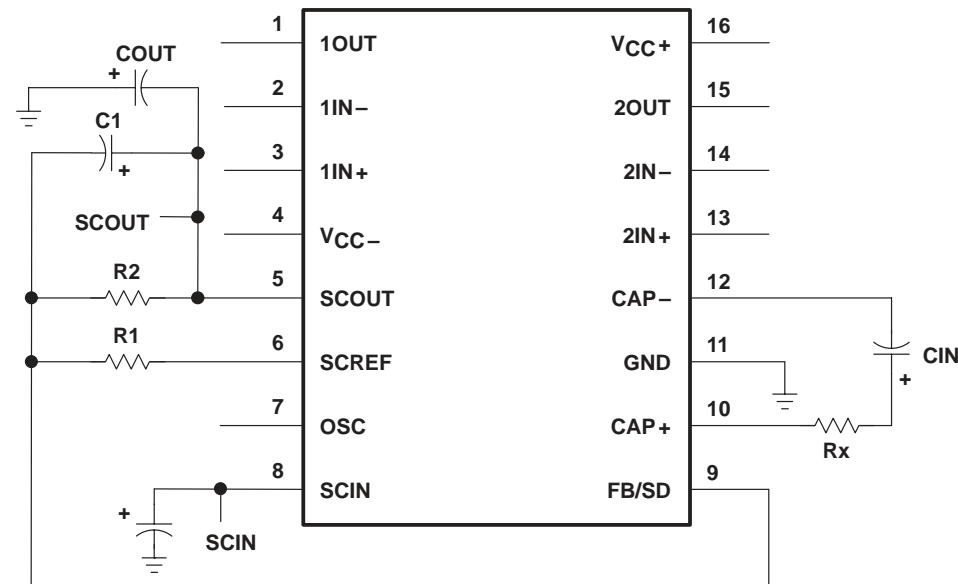 1
1OUT
VCC+
16
COUT
+
2
1IN−
2OUT
15
C1
+
3
1IN+
2IN−
14
SCOUT
4
VCC−
2IN+
13
R2
5
SCOUT
CAP−
12
R1
6
SCREF
GND
11
CIN
+
7
OSC
CAP+
10
Rx
8
SCIN
FB/SD
9
+
SCIN